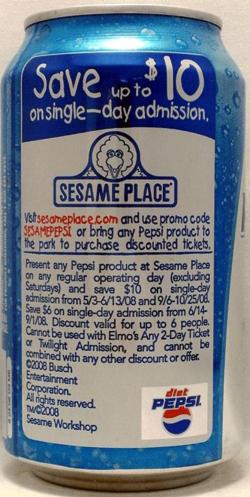 Save up to $10
on single-day admission.
SESAME PLACE
Visit sesameplace.com and use promo code
SESAMEPEPSI or bring any Pepsi product to
the park to purchase discounted tickets.
Present any Pepsi product at Sesame Place
on any regular operating day (excluding
Saturdays) and save $10 on single-day
admission from 5/3-6/13/08 and 9/6-10/25/08.
Save $6 on single-day admission from 6/14-
9/1/08. Discount valid for up to 6 people.
Cannot be used with Elmo's Any 2-Day Ticket
or Twilight Admission, and cannot be
combined with any other discount or offer.
©2008 Busch
Entertainment
Corporation.
All rights reserved.
TM/©2008
Sesame Workshop
diet
PEPSI